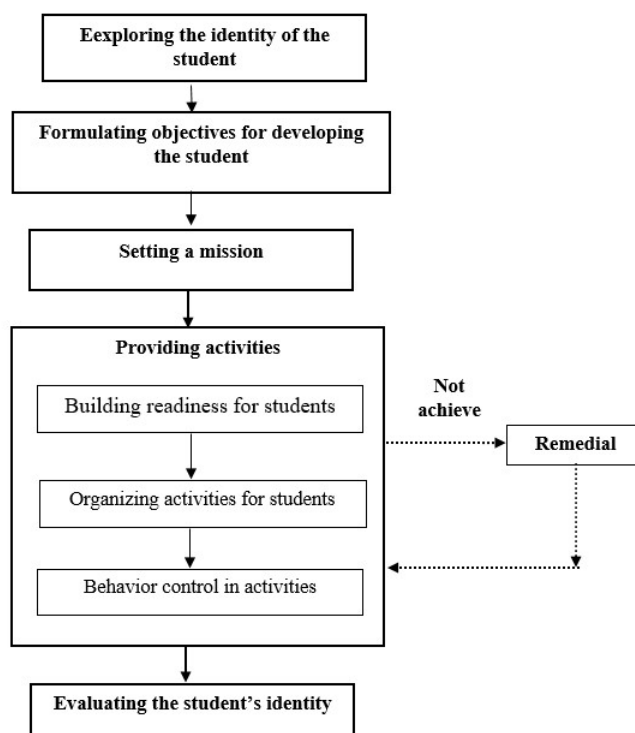 Eexploring the identity of the
student
Formulating objectives for developing
the student
Setting a mission
Providing activities
Building readiness for students
Not
achieve
Remedial
Organizing activities for students
Behavior control in activities
Evaluating the student’s identity